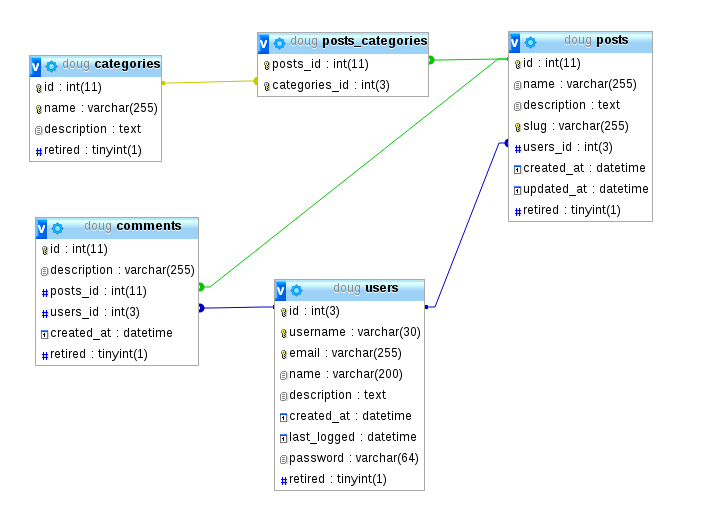 v doug categories
id : int(11)
name : varchar(255)
description : text
# retired : tinyint(1)
v doug posts_categories
posts_id : int(11)
categories_id : int(3)
v doug posts
id : int(11)
name : varchar(255)
description : text
slug : varchar(255)
# users_id : int(3)
created_at : datetime
updated_at : datetime
# retired : tinyint(1)
v doug comments
id : int(11)
description : varchar(255)
# posts_id : int(11)
# users_id : int(3)
created_at : datetime
# retired : tinyint(1)
v doug users
id : int(3)
username : varchar(30)
email : varchar(255)
name : varchar(200)
description : text
created_at : datetime
last_logged : datetime
password : varchar(64)
# retired : tinyint(1)